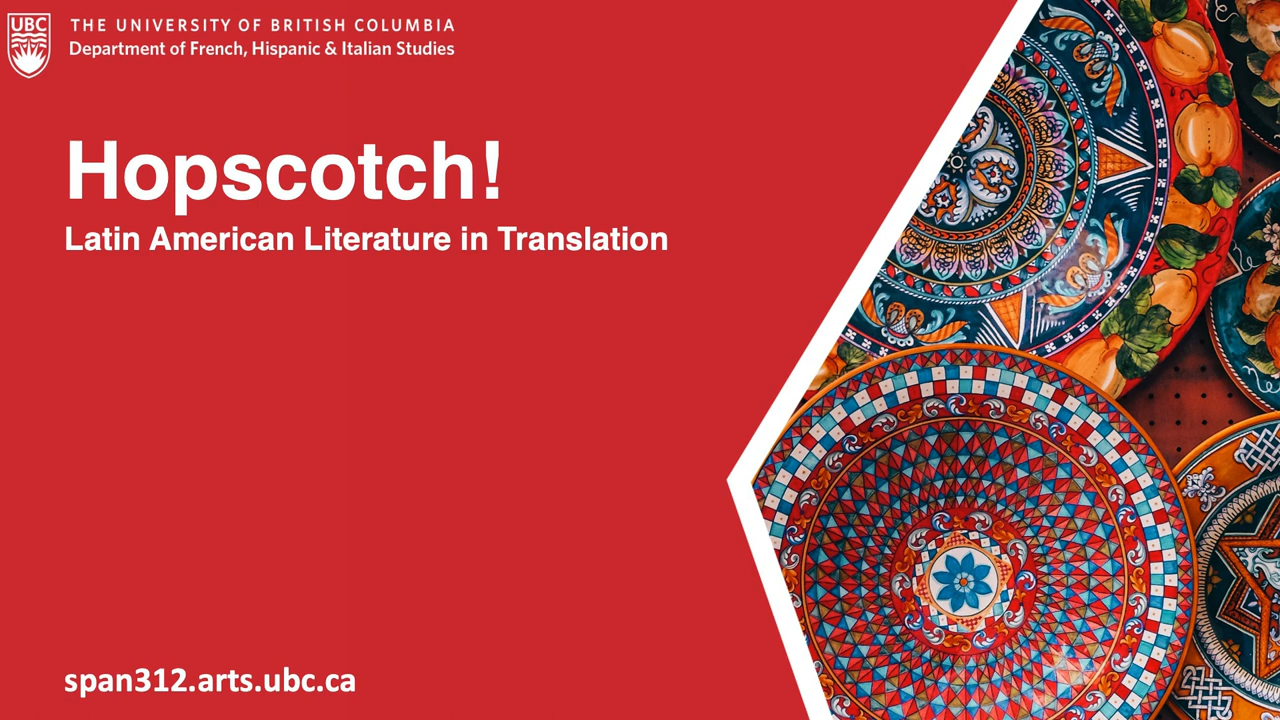 UBC
THE UNIVERSITY OF BRITISH COLUMBIA
Department of French, Hispanic & Italian Studies
Hopscotch!
Latin American Literature in Translation
span312.arts.ubc.ca